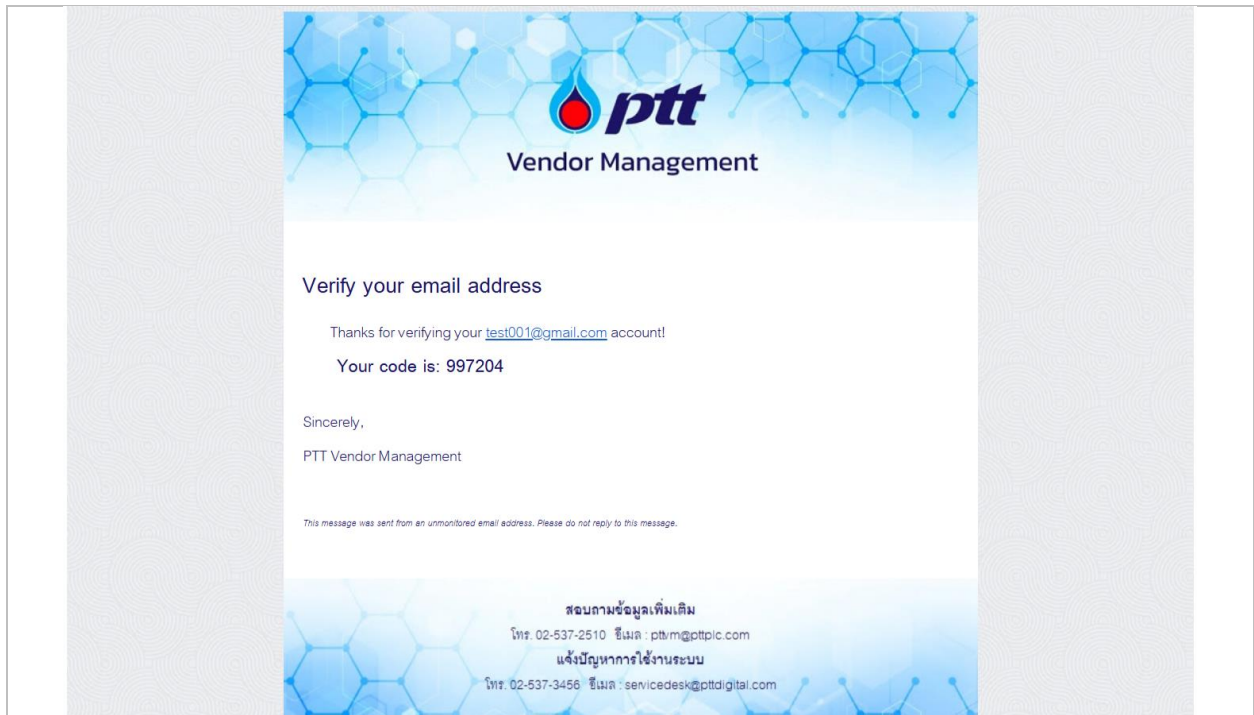 ptt
Vendor Management
Verify your email address
Thanks for verifying your test001@gmail.com account!
Your code is: 997204
Sincerely,
PTT Vendor Management
This message was sent from an unmonitored email address. Please do not reply to this message.
สอบถามข้อมูลเพิ่มเติม
โทร. 02-537-2510 อีเมล : pttvm@pttplc.com
แจ้งปัญหาการใช้งานระบบ
โทร. 02-537-3456 อีเมล : servicedesk@pttdigital.com